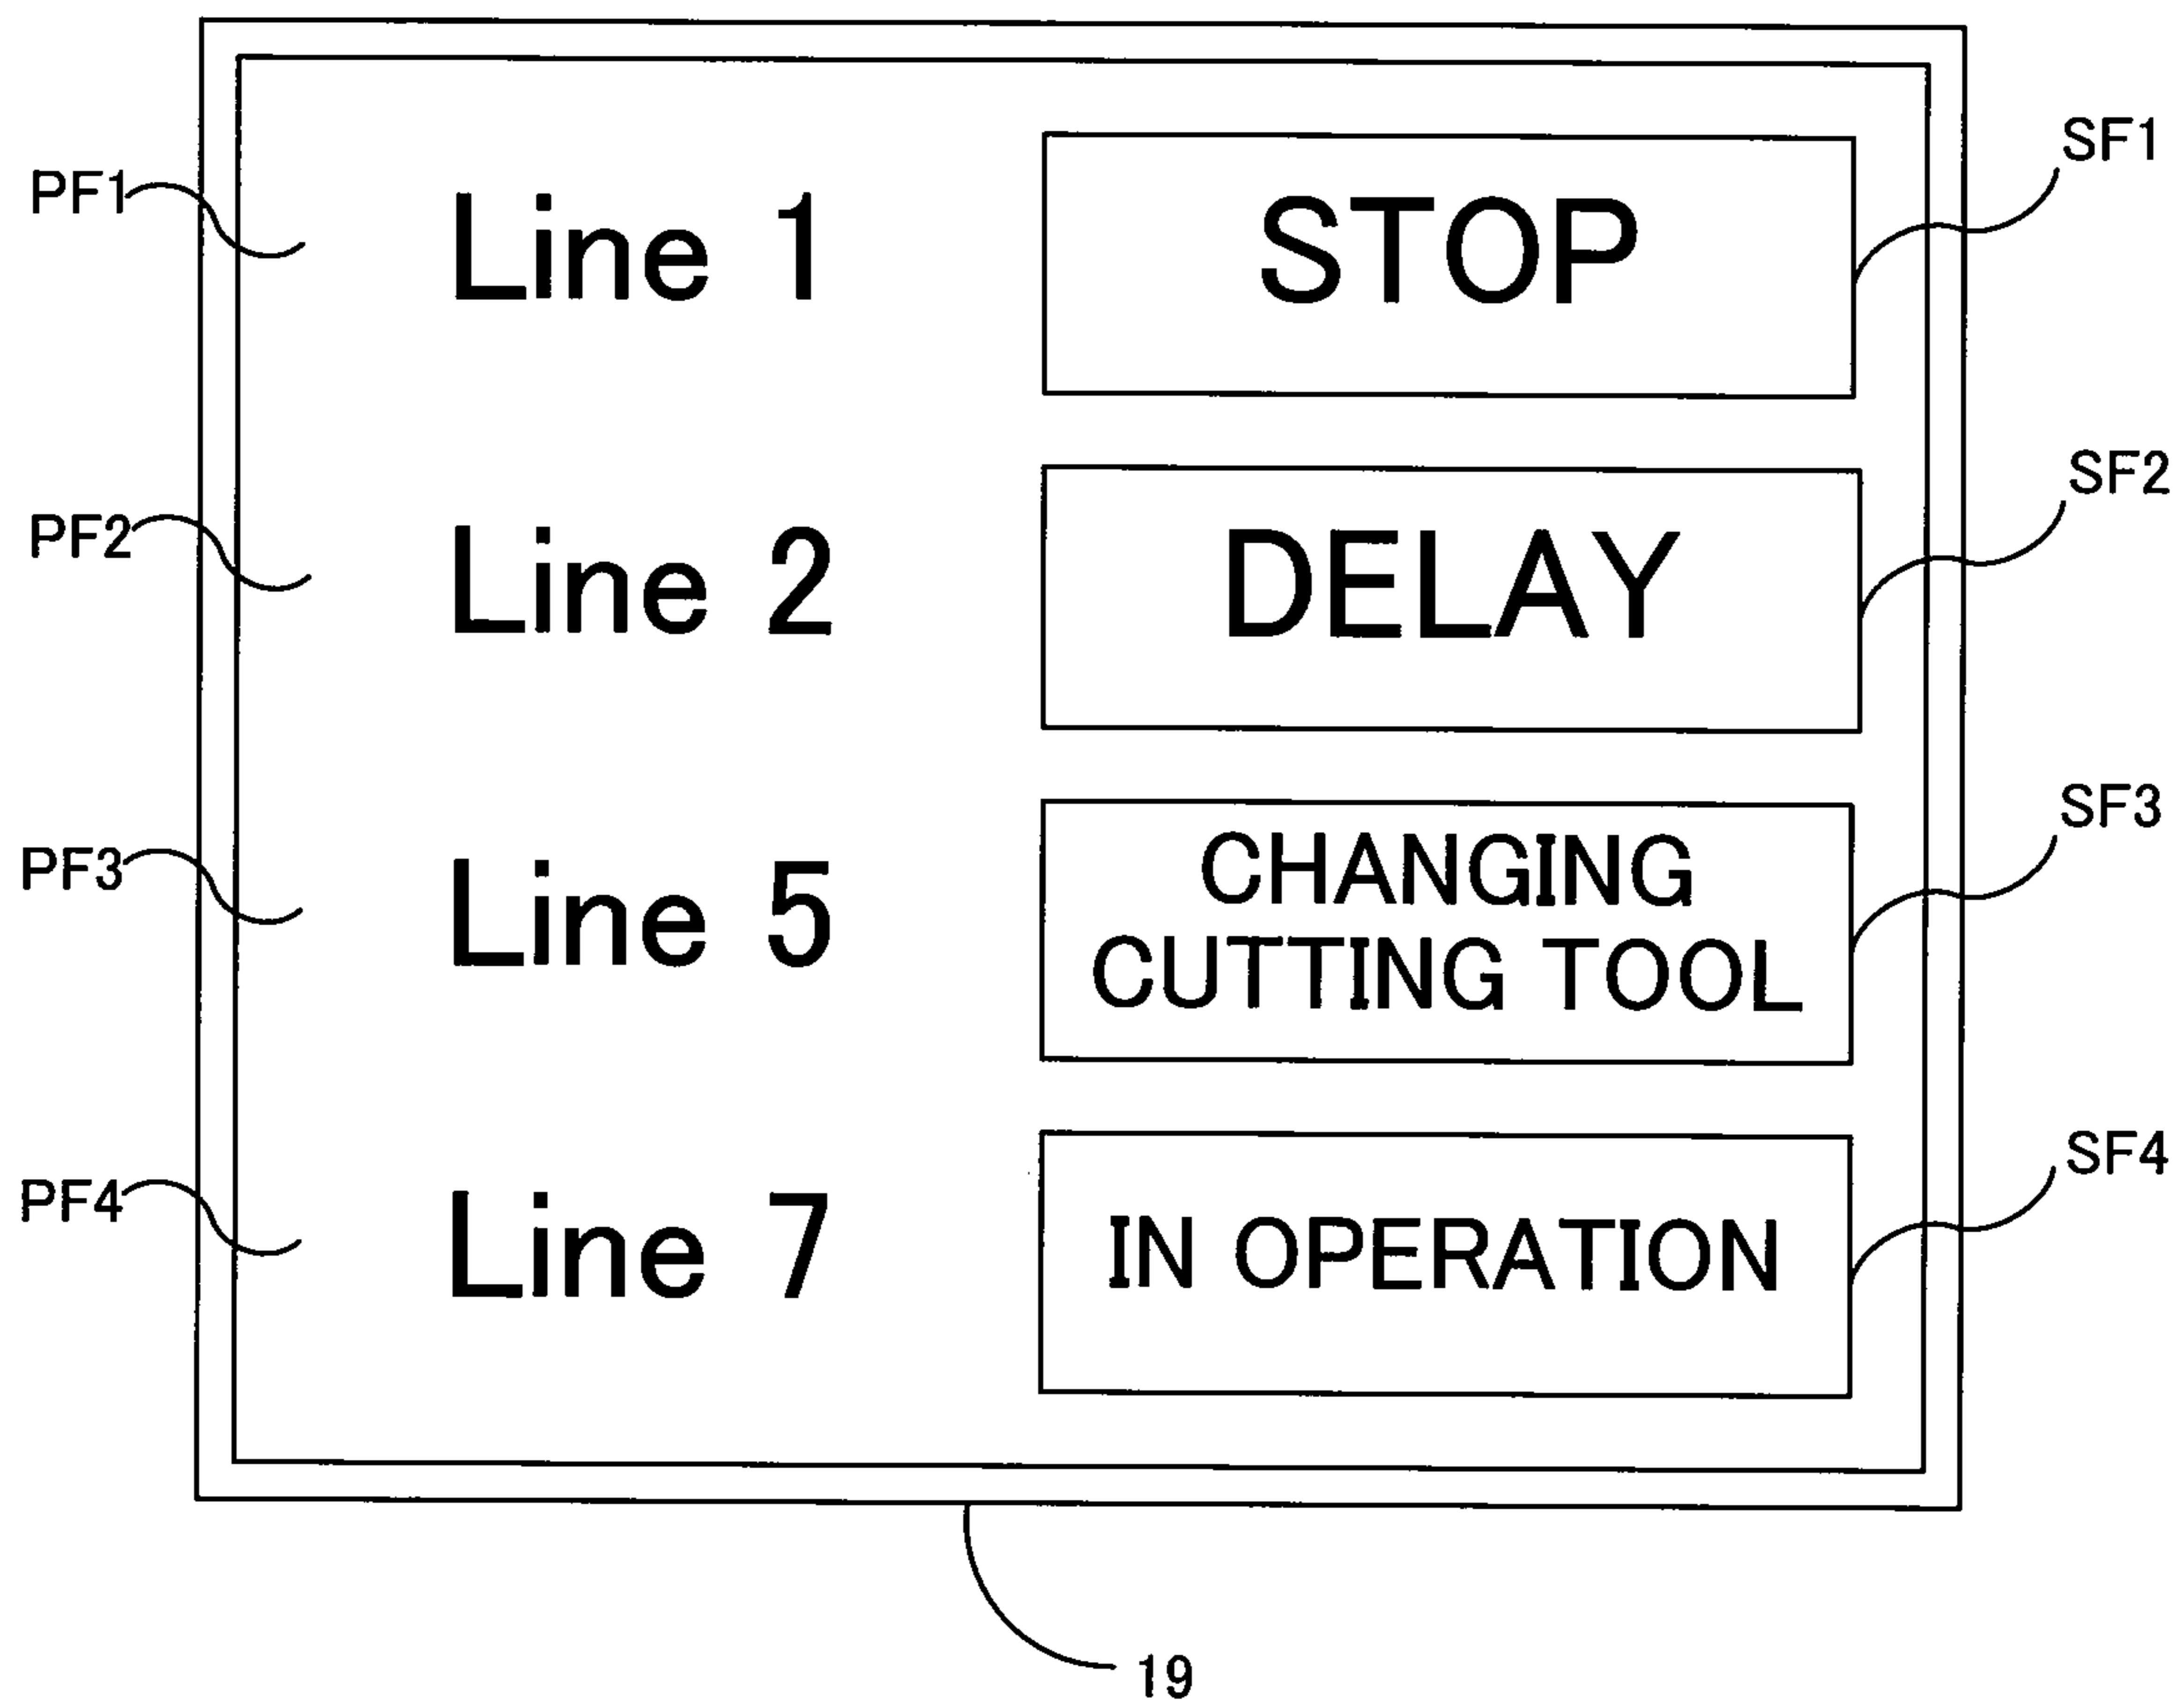 PF1
Line 1
STOP
SF1
PF2
Line 2
DELAY
SF2
PF3
Line 5
CHANGING
CUTTING TOOL
SF3
PF4
Line 7
IN OPERATION
SF4
19